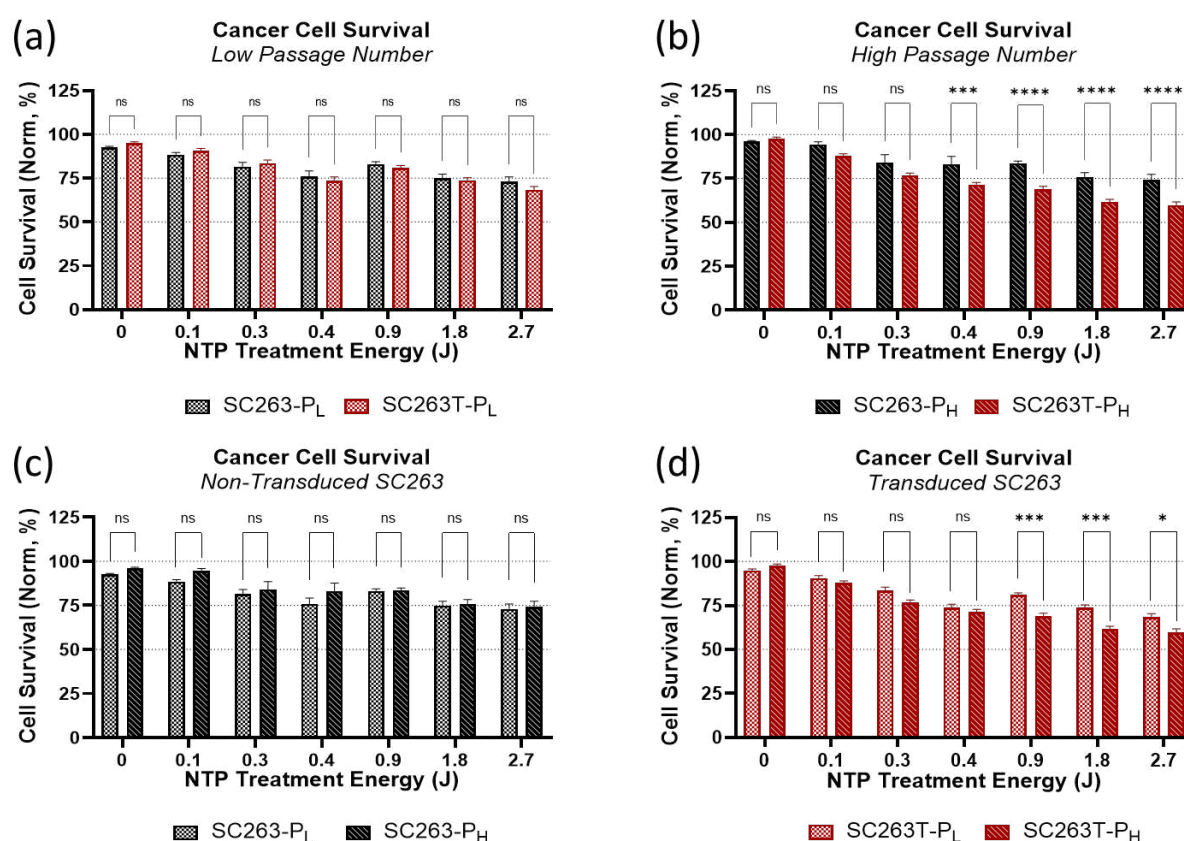 (a)
Cancer Cell Survival
Low Passage Number
ns ns ns ns ns ns ns
Cell Survival (Norm, %)
125
100
75
50
25
0
0 0.1 0.3 0.4 0.9 1.8 2.7
NTP Treatment Energy (J)
SC263-P_L SC263T-P_L
(b)
Cancer Cell Survival
High Passage Number
ns ns ns *** **** **** ****
Cell Survival (Norm, %)
125
100
75
50
25
0
0 0.1 0.3 0.4 0.9 1.8 2.7
NTP Treatment Energy (J)
SC263-P_H SC263T-P_H
(c)
Cancer Cell Survival
Non-Transduced SC263
ns ns ns ns ns ns ns
Cell Survival (Norm, %)
125
100
75
50
25
0
0 0.1 0.3 0.4 0.9 1.8 2.7
NTP Treatment Energy (J)
SC263-P_L SC263-P_H
(d)
Cancer Cell Survival
Transduced SC263
ns ns ns ns *** *** *
Cell Survival (Norm, %)
125
100
75
50
25
0
0 0.1 0.3 0.4 0.9 1.8 2.7
NTP Treatment Energy (J)
SC263T-P_L SC263T-P_H